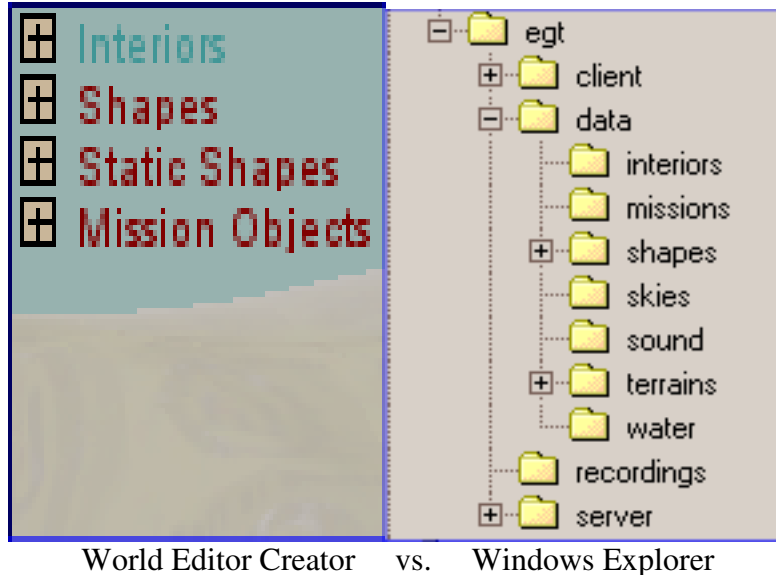 Interiors
Shapes
Static Shapes
Mission Objects
egt
client
data
interiors
missions
shapes
skies
sound
terrains
water
recordings
server
World Editor Creator vs. Windows Explorer